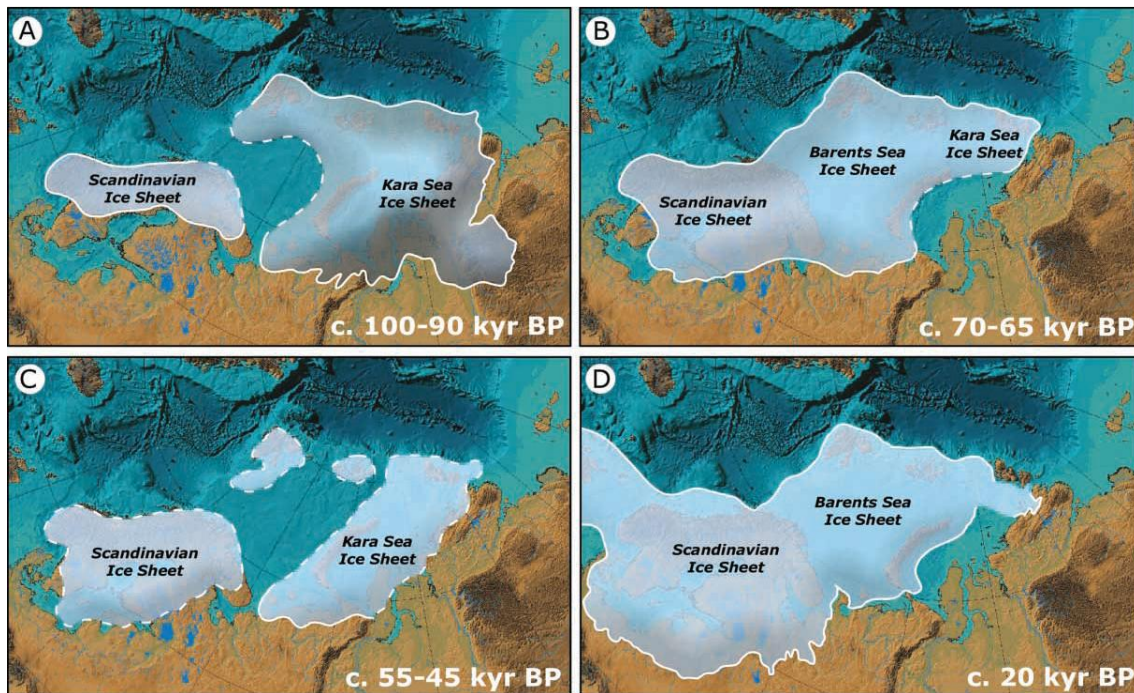 A
Scandinavian
Ice Sheet
Kara Sea
Ice Sheet
c. 100-90 kyr BP
B
Scandinavian
Ice Sheet
Barents Sea
Ice Sheet
Kara Sea
Ice Sheet
c. 70-65 kyr BP
C
Scandinavian
Ice Sheet
Kara Sea
Ice Sheet
c. 55-45 kyr BP
D
Scandinavian
Ice Sheet
Barents Sea
Ice Sheet
c. 20 kyr BP